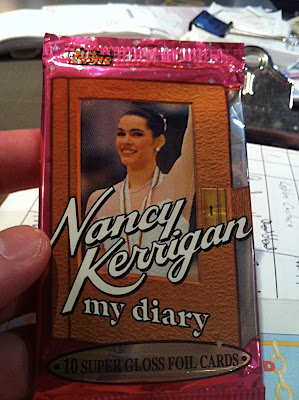 Nancy
Kerrigan
my diary
10 SUPER GLOSS FOIL CARDS